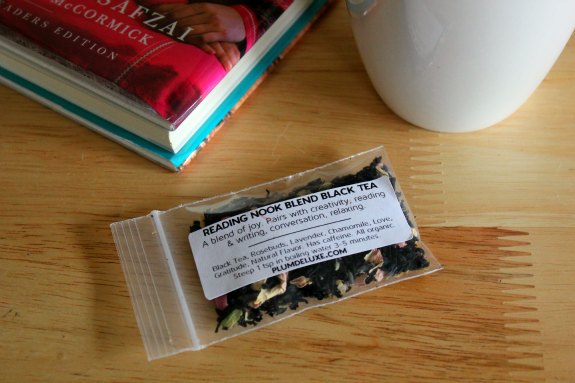 SAFZAI
McCORMICK
READERS EDITION
READING NOOK BLEND BLACK TEA
A blend of joy. Pairs with creativity, reading
& writing, conversation, relaxing.
Black Tea, Rosebuds, Lavender, Chamomile, Love,
Gratitude, Natural Flavor. Has caffeine. All organic.
Steep 1 tsp in boiling water 3-5 minutes
PLUMDELUXE.COM